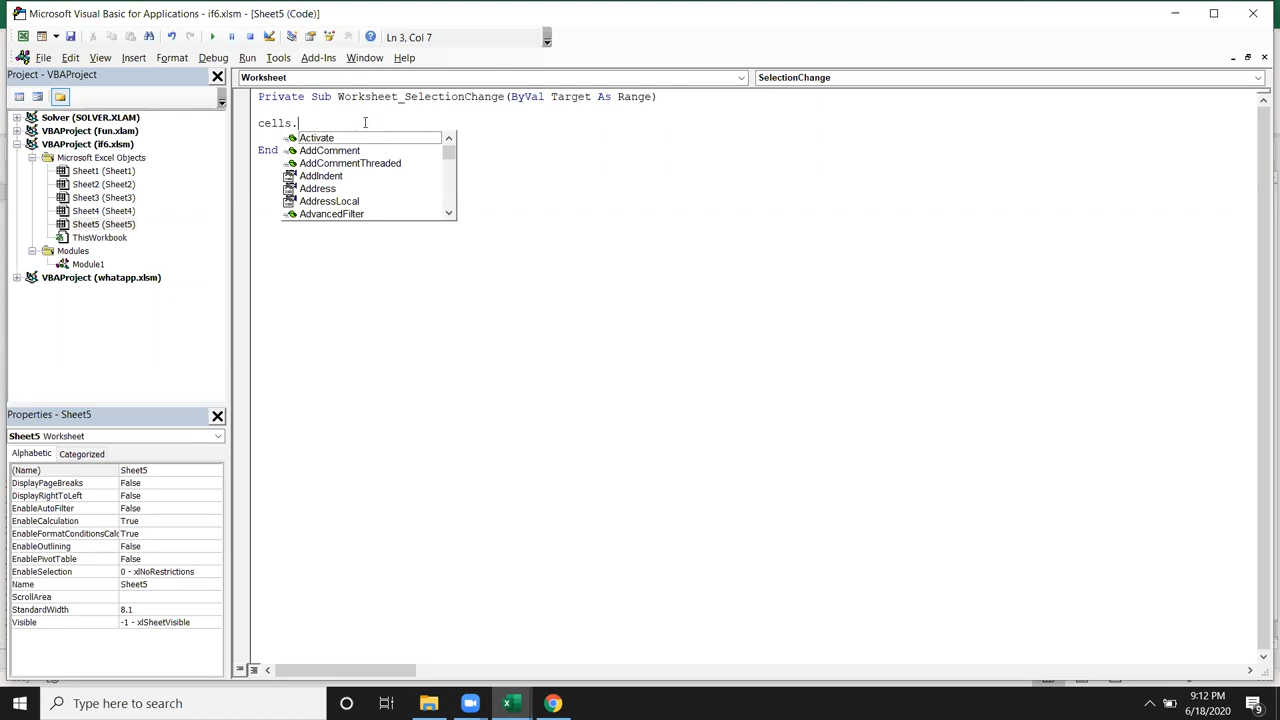 Microsoft Visual Basic for Applications - if6.xlsm - [Sheet5 (Code)]
Ln 3, Col 7
File Edit View Insert Format Debug Run Tools Add-Ins Window Help
Project - VBAProject
Solver (SOLVER.XLAM)
VBAProject (Fun.xlam)
VBAProject (if6.xlsm)
Microsoft Excel Objects
Sheet1 (Sheet1)
Sheet2 (Sheet2)
Sheet3 (Sheet3)
Sheet4 (Sheet4)
Sheet5 (Sheet5)
ThisWorkbook
Modules
Module1
VBAProject (whatapp.xlsm)
Properties - Sheet5
Sheet5 Worksheet
Alphabetic Categorized
(Name) Sheet5
DisplayPageBreaks False
DisplayRightToLeft False
EnableAutoFilter False
EnableCalculation True
EnableFormatConditionsCalc True
EnableOutlining False
EnablePivotTable False
EnableSelection 0 - xlNoRestrictions
Name Sheet5
ScrollArea
StandardWidth 8.1
Visible -1 - xlSheetVisible
Worksheet SelectionChange
Private Sub Worksheet_SelectionChange(ByVal Target As Range)
cells.
End
Activate
AddComment
AddCommentThreaded
AddIndent
Address
AddressLocal
AdvancedFilter
Type here to search
9:12 PM
6/18/2020
9